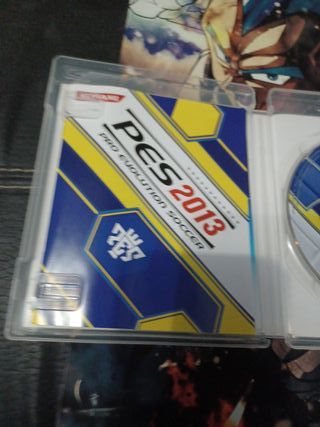 KONAMI
PES 2013
PRO EVOLUTION SOCCER